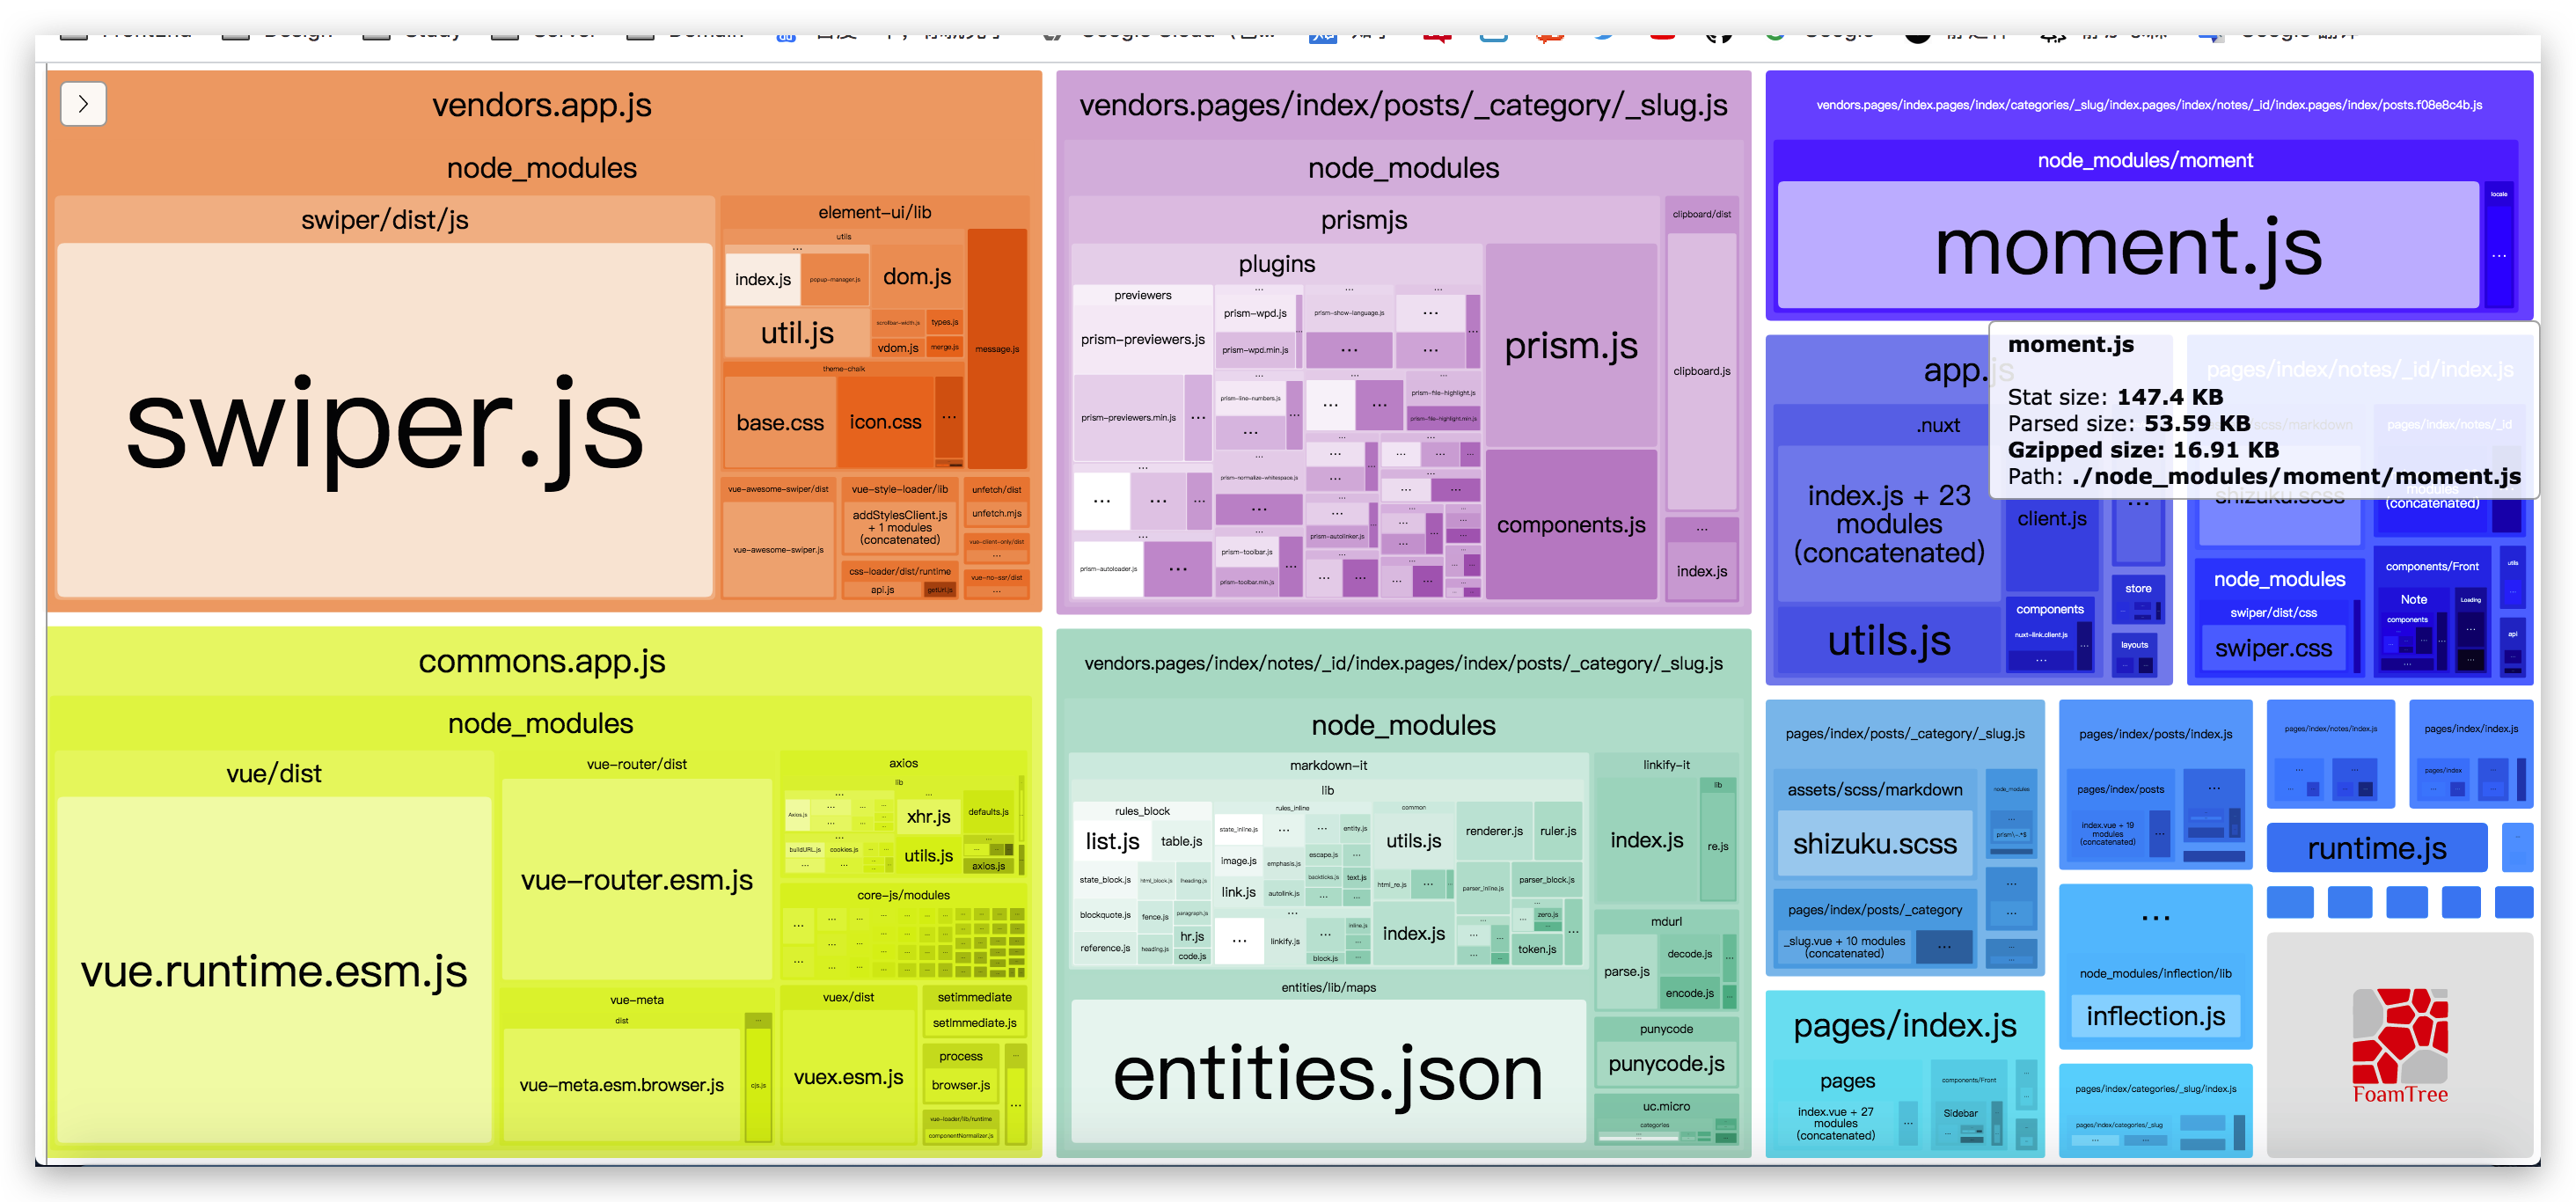 vendors.app.js
node_modules
swiper/dist/js
swiper.js
element-ui/lib
utils
...
index.js
popup-manager.js
dom.js
util.js
scrollbar-width.js
types.js
vdom.js
merge.js
message.js
theme-chalk
base.css
icon.css
...
vue-awesome-swiper/dist
vue-awesome-swiper.js
vue-style-loader/lib
addStylesClient.js
+ 1 modules
(concatenated)
css-loader/dist/runtime
api.js
getUrl.js
unfetch/dist
unfetch.mjs
vue-client-only/dist
...
vue-no-ssr/dist
...
vendors.pages/index/posts/_category/_slug.js
node_modules
prismjs
plugins
previewers
prism-previewers.js
prism-previewers.min.js
prism-wpd.js
prism-wpd.min.js
prism-show-language.js
prism-line-numbers.js
prism-file-highlight.js
prism-file-highlight.min.js
prism-normalize-whitespace.js
prism-autolinker.js
prism-autoloader.js
prism-toolbar.js
prism-toolbar.min.js
prism.js
components.js
clipboard/dist
clipboard.js
...
index.js
vendors.pages/index.pages/index/categories/_slug/index.pages/index/notes/_id/index.pages/index/posts.f08e8c4b.js
node_modules/moment
moment.js
locale
...
moment.js
Stat size: 147.4 KB
Parsed size: 53.59 KB
Gzipped size: 16.91 KB
Path: ./node_modules/moment/moment.js
app.js
.nuxt
index.js + 23
modules
(concatenated)
client.js
utils.js
components
nuxt-link.client.js
...
store
layouts
pages/index/notes/_id/index.js
pages/index/notes/_id
shizuku.scss
modules
(concatenated)
node_modules
swiper/dist/css
swiper.css
components/Front
Note
components
Loading
utils
api
commons.app.js
node_modules
vue/dist
vue.runtime.esm.js
vue-router/dist
vue-router.esm.js
vue-meta
dist
vue-meta.esm.browser.js
cjs.js
axios
lib
Axios.js
xhr.js
defaults.js
buildURL.js
cookies.js
utils.js
axios.js
core-js/modules
vuex/dist
vuex.esm.js
setimmediate
setImmediate.js
process
browser.js
vue-loader/lib/runtime
componentNormalizer.js
vendors.pages/index/notes/_id/index.pages/index/posts/_category/_slug.js
node_modules
markdown-it
lib
rules_block
list.js
table.js
state_block.js
html_block.js
heading.js
blockquote.js
fence.js
paragraph.js
reference.js
lheading.js
hr.js
code.js
rules_inline
state_inline.js
entity.js
image.js
emphasis.js
escape.js
link.js
autolink.js
backticks.js
text.js
linkify.js
inline.js
block.js
common
utils.js
html_re.js
index.js
renderer.js
ruler.js
parser_inline.js
parser_block.js
zero.js
token.js
entities/lib/maps
entities.json
linkify-it
index.js
lib
re.js
mdurl
parse.js
decode.js
encode.js
punycode
punycode.js
uc.micro
categories
pages/index/posts/_category/_slug.js
assets/scss/markdown
shizuku.scss
node_modules
pages/index/posts/_category
_slug.vue + 10 modules
(concatenated)
...
pages/index/posts/index.js
pages/index/posts
index.vue + 19
modules
(concatenated)
pages/index/notes/index.js
pages/index/index.js
pages/index
runtime.js
...
node_modules/inflection/lib
inflection.js
pages/index.js
pages
index.vue + 27
modules
(concatenated)
components/Front
Sidebar
pages/index/categories/_slug/index.js
pages/index/categories/_slug
FoamTree